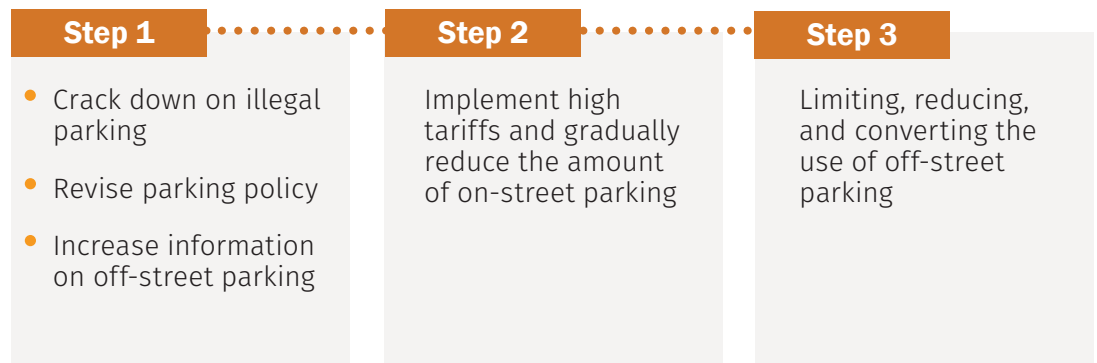 Step 1
Crack down on illegal
parking
Revise parking policy
Increase information
on off-street parking
Step 2
Implement high
tariffs and gradually
reduce the amount
of on-street parking
Step 3
Limiting, reducing,
and converting the
use of off-street
parking